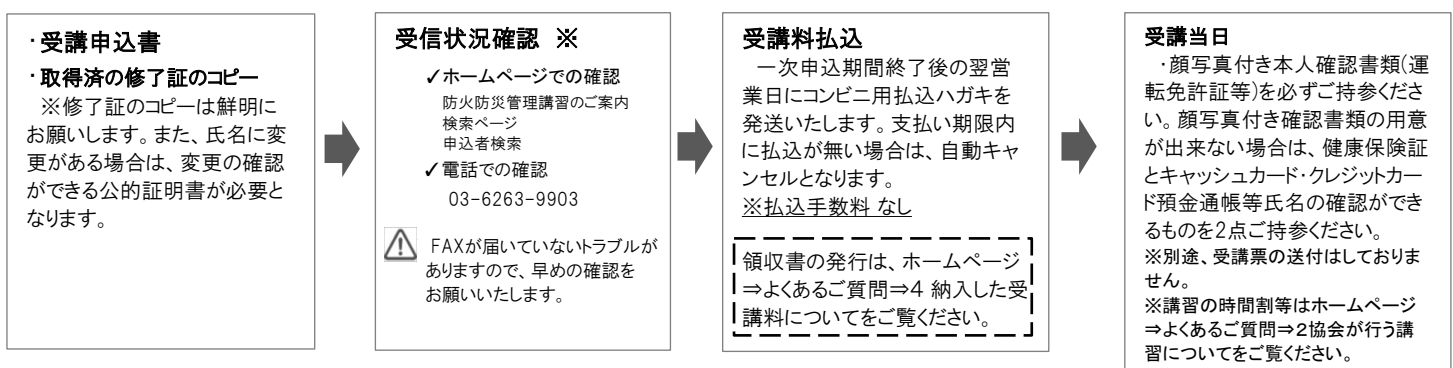 ・受講申込書
・取得済の修了証のコピー
※修了証のコピーは鮮明に
お願いします。また、氏名に変
更がある場合は、変更の確認
ができる公的証明書が必要と
なります。
受信状況確認 ※
✓ホームページでの確認
防火防災管理講習のご案内
検索ページ
申込者検索
✓電話での確認
03-6263-9903
FAXが届いていないトラブルが
ありますので、早めの確認を
お願いいたします。
受講料払込
一次申込期間終了後の翌営
業日にコンビニ用払込ハガキを
発送いたします。支払い期限内
に払込が無い場合は、自動キャ
ンセルとなります。
※払込手数料 なし
領収書の発行は、ホームページ
⇒よくあるご質問⇒4 納入した受
講料についてをご覧ください。
受講当日
・顔写真付き本人確認書類(運
転免許証等)を必ずご持参くださ
い。顔写真付き確認書類の用意
が出来ない場合は、健康保険証
とキャッシュカード・クレジットカー
ド預金通帳等氏名の確認ができ
るものを2点ご持参ください。
※別途、受講票の送付はしておりま
せん。
※講習の時間割等はホームページ
⇒よくあるご質問⇒2協会が行う講
習についてをご覧ください。